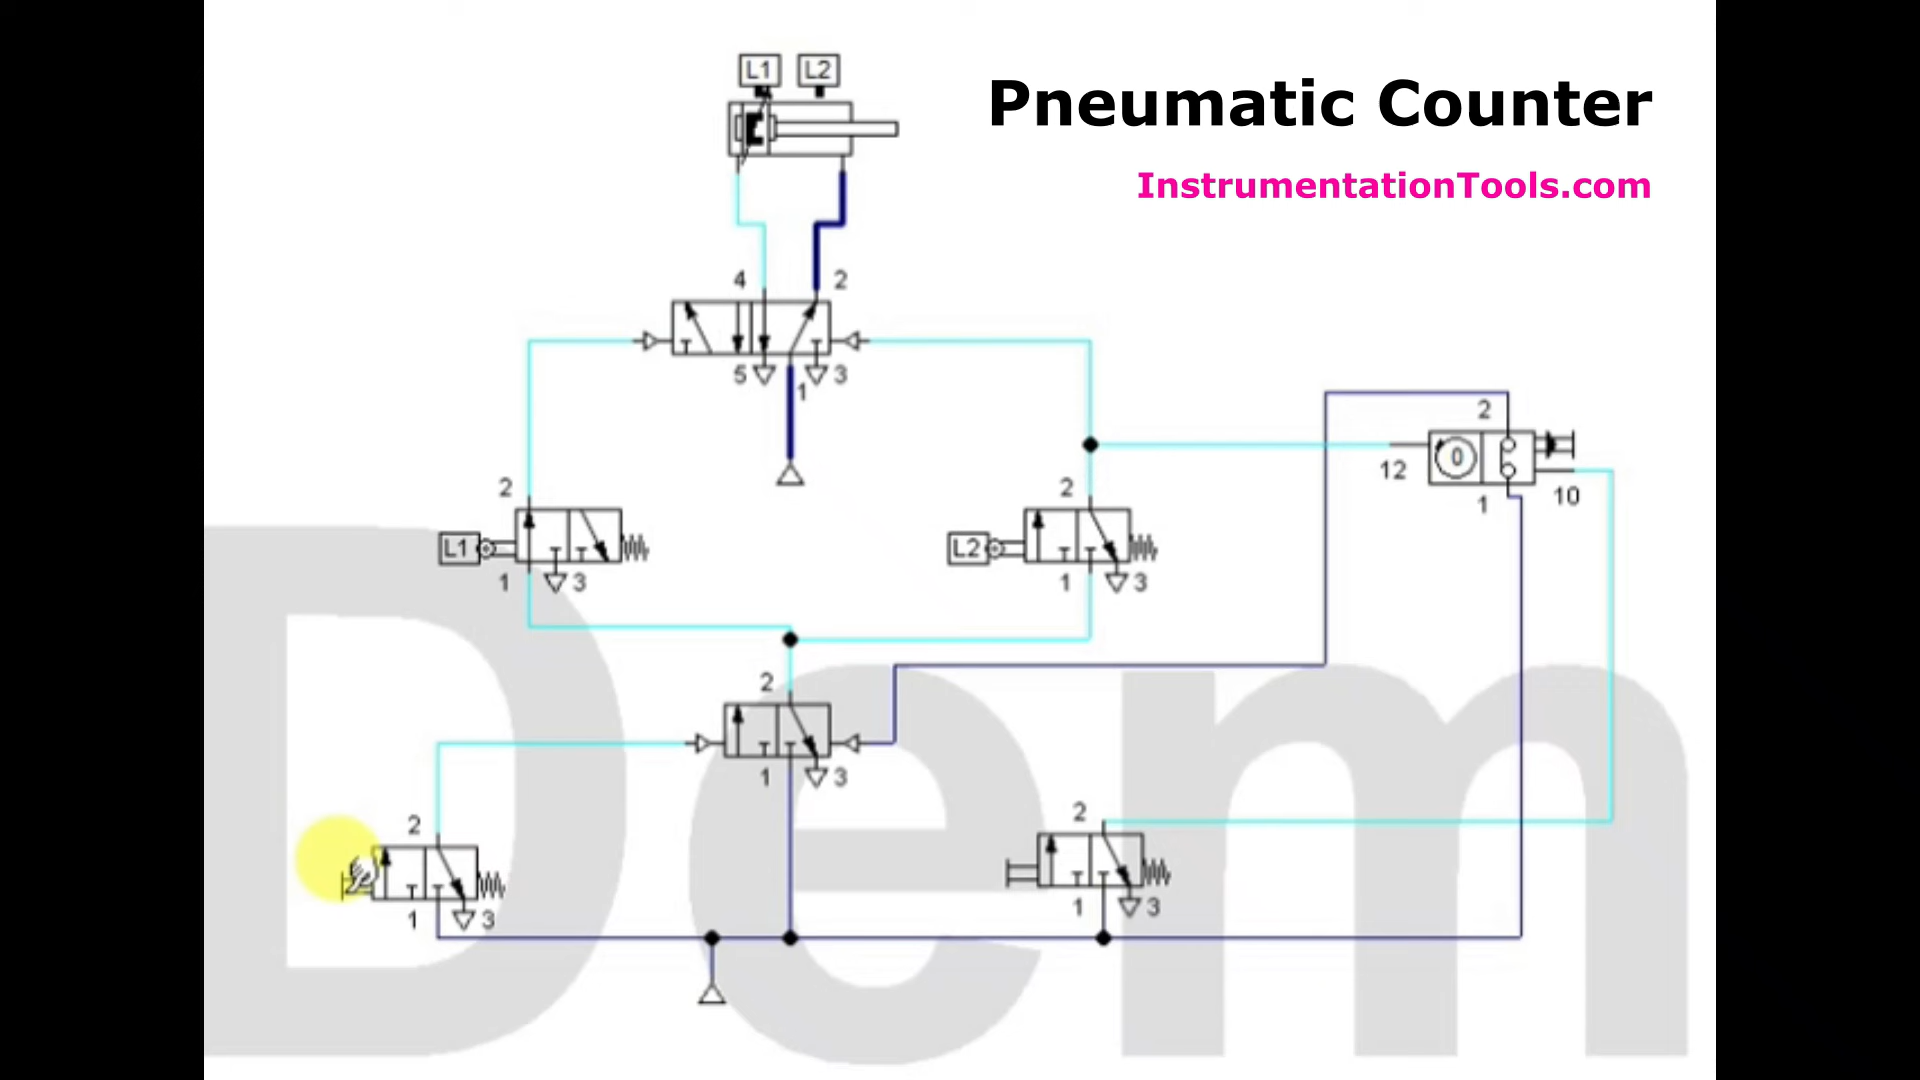 L1 L2
Pneumatic Counter
InstrumentationTools.com
4 2
5 1 3
2
12 0
1 10
2 2
L1 L2
1 3 1 3
2
1 3
2 2
1 3 1 3
Dem